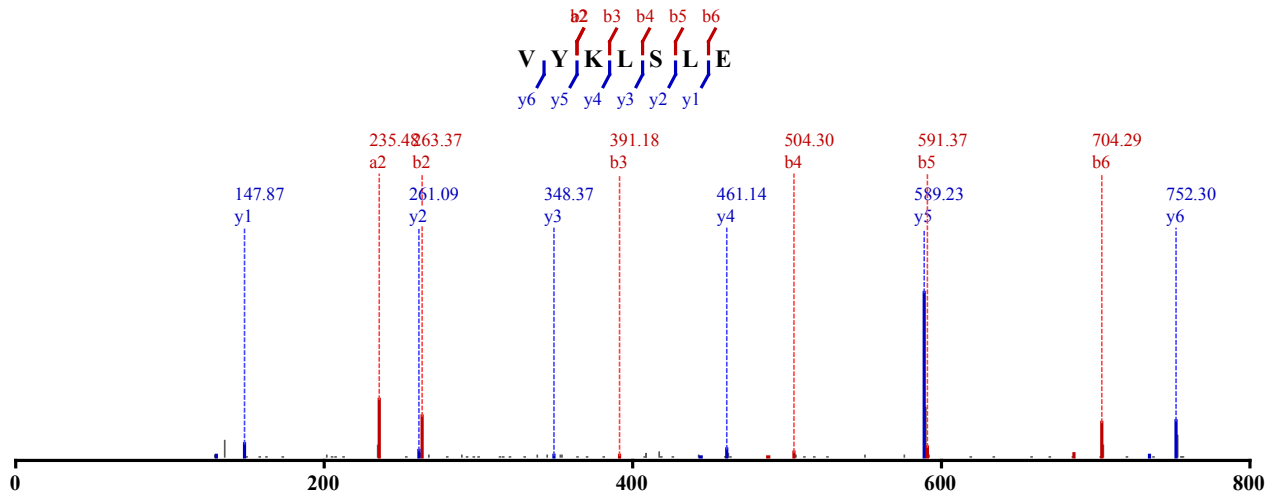 b2 a2 b3 b4 b5 b6
V Y K L S L E
y6 y5 y4 y3 y2 y1
235.48 263.37 391.18 504.30 591.37 704.29
a2 b2 b3 b4 b5 b6
147.87 261.09 348.37 461.14 589.23 752.30
y1 y2 y3 y4 y5 y6
0 200 400 600 800